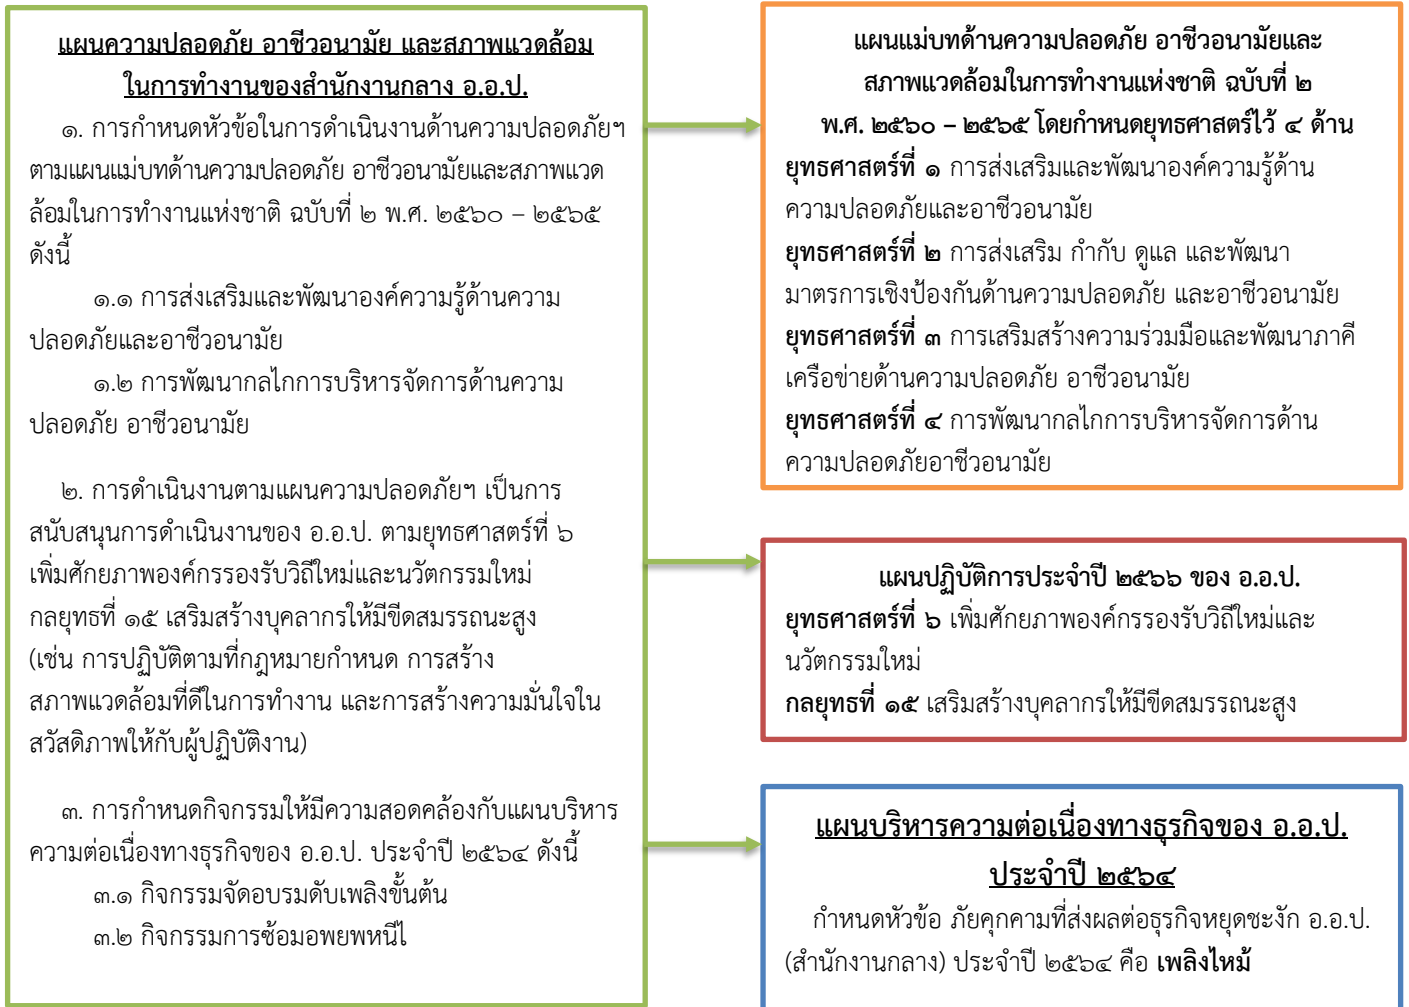 แผนความปลอดภัย อาชีวอนามัย และสภาพแวดล้อม
ในการทำงานของสำนักงานกลาง อ.อ.ป.
๑. การกำหนดหัวข้อในการดำเนินงานด้านความปลอดภัยฯ
ตามแผนแม่บทด้านความปลอดภัย อาชีวอนามัยและสภาพแวด
ล้อมในการทำงานแห่งชาติ ฉบับที่ ๒ พ.ศ. ๒๕๖๐ – ๒๕๖๕
ดังนี้
๑.๑ การส่งเสริมและพัฒนาองค์ความรู้ด้านความ
ปลอดภัยและอาชีวอนามัย
๑.๒ การพัฒนากลไกการบริหารจัดการด้านความ
ปลอดภัย อาชีวอนามัย
๒. การดำเนินงานตามแผนความปลอดภัยฯ เป็นการ
สนับสนุนการดำเนินงานของ อ.อ.ป. ตามยุทธศาสตร์ที่ ๖
เพิ่มศักยภาพองค์กรรองรับวิถีใหม่และนวัตกรรมใหม่
กลยุทธที่ ๑๕ เสริมสร้างบุคลากรให้มีขีดสมรรถนะสูง
(เช่น การปฏิบัติตามที่กฎหมายกำหนด การสร้าง
สภาพแวดล้อมที่ดีในการทำงาน และการสร้างความมั่นใจใน
สวัสดิภาพให้กับผู้ปฏิบัติงาน)
๓. การกำหนดกิจกรรมให้มีความสอดคล้องกับแผนบริหาร
ความต่อเนื่องทางธุรกิจของ อ.อ.ป. ประจำปี ๒๕๖๔ ดังนี้
๓.๑ กิจกรรมจัดอบรมดับเพลิงขั้นต้น
๓.๒ กิจกรรมการซ้อมอพยพหนีไ
แผนแม่บทด้านความปลอดภัย อาชีวอนามัยและ
สภาพแวดล้อมในการทำงานแห่งชาติ ฉบับที่ ๒
พ.ศ. ๒๕๖๐ – ๒๕๖๕ โดยกำหนดยุทธศาสตร์ไว้ ๔ ด้าน
ยุทธศาสตร์ที่ ๑ การส่งเสริมและพัฒนาองค์ความรู้ด้าน
ความปลอดภัยและอาชีวอนามัย
ยุทธศาสตร์ที่ ๒ การส่งเสริม กำกับ ดูแล และพัฒนา
มาตรการเชิงป้องกันด้านความปลอดภัย และอาชีวอนามัย
ยุทธศาสตร์ที่ ๓ การเสริมสร้างความร่วมมือและพัฒนาภาคี
เครือข่ายด้านความปลอดภัย อาชีวอนามัย
ยุทธศาสตร์ที่ ๔ การพัฒนากลไกการบริหารจัดการด้าน
ความปลอดภัยอาชีวอนามัย
แผนปฏิบัติการประจำปี ๒๕๖๖ ของ อ.อ.ป.
ยุทธศาสตร์ที่ ๖ เพิ่มศักยภาพองค์กรรองรับวิถีใหม่และ
นวัตกรรมใหม่
กลยุทธที่ ๑๕ เสริมสร้างบุคลากรให้มีขีดสมรรถนะสูง
แผนบริหารความต่อเนื่องทางธุรกิจของ อ.อ.ป.
ประจำปี ๒๕๖๔
กำหนดหัวข้อ ภัยคุกคามที่ส่งผลต่อธุรกิจหยุดชะงัก อ.อ.ป.
(สำนักงานกลาง) ประจำปี ๒๕๖๔ คือ เพลิงไหม้